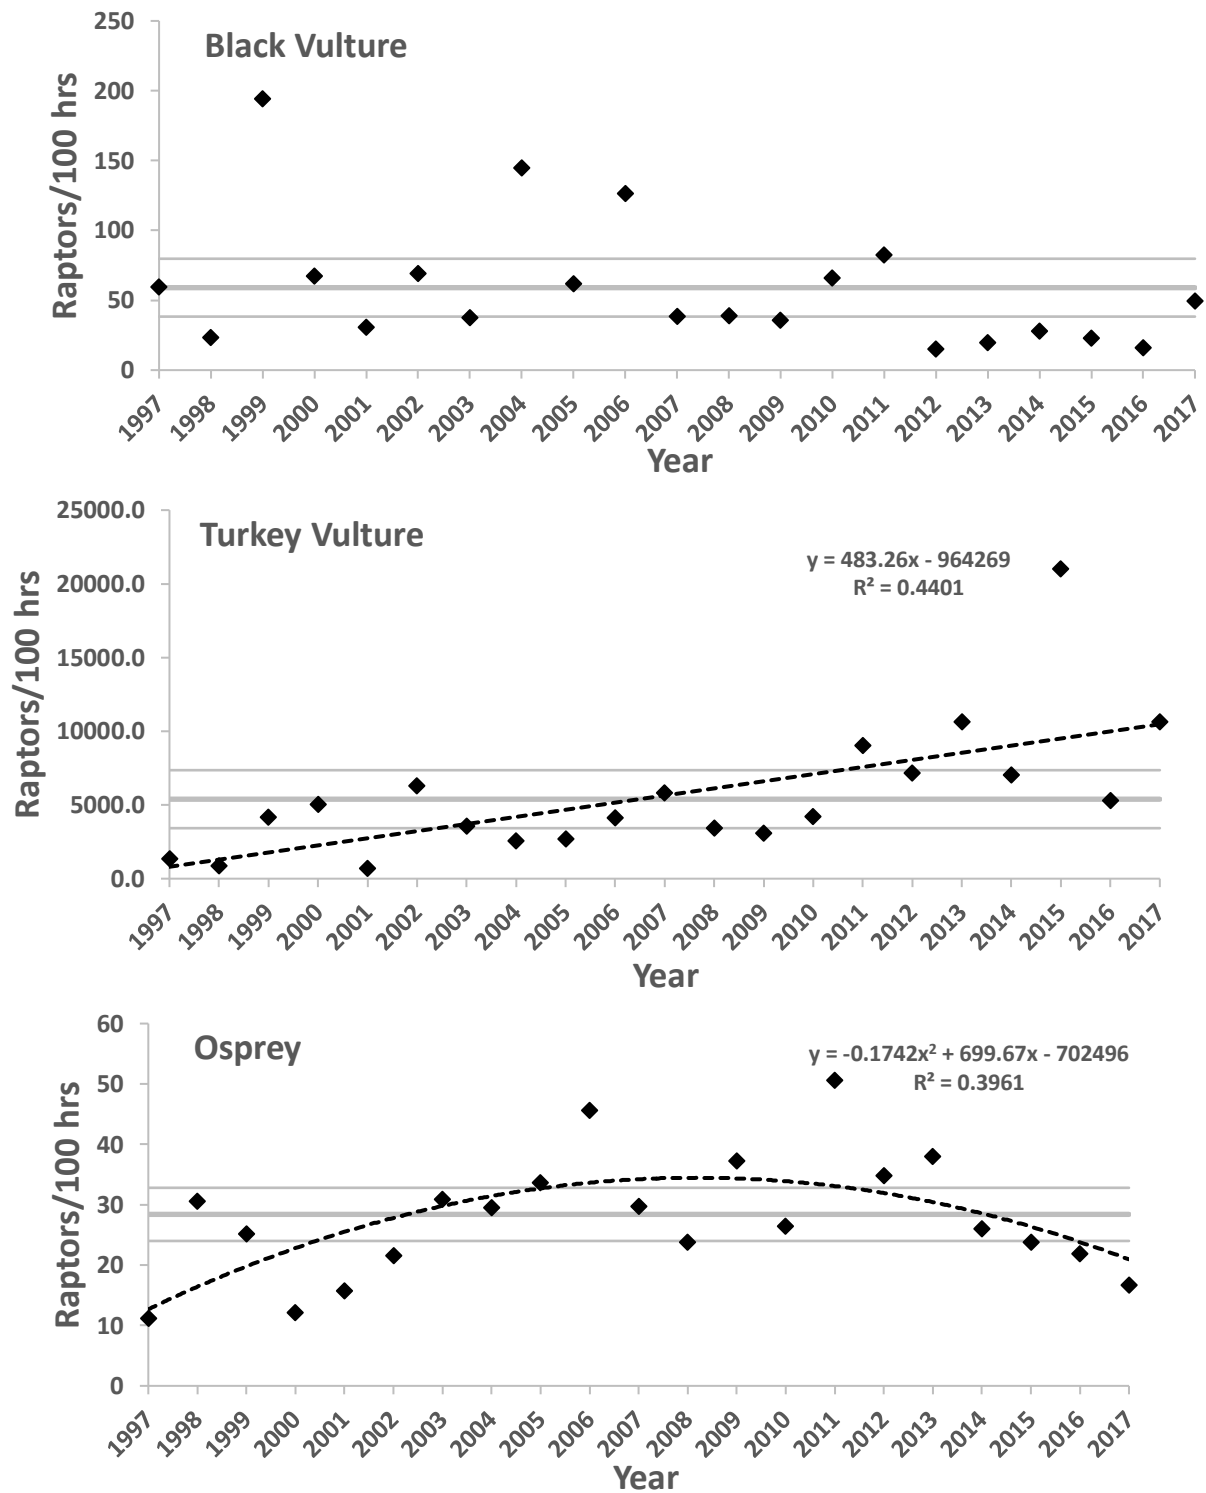 Black Vulture
Raptors/100 hrs
250
200
150
100
50
0
1997 1998 1999 2000 2001 2002 2003 2004 2005 2006 2007 2008 2009 2010 2011 2012 2013 2014 2015 2016 2017
Year
Turkey Vulture
y = 483.26x - 964269
R² = 0.4401
Raptors/100 hrs
25000.0
20000.0
15000.0
10000.0
5000.0
0.0
1997 1998 1999 2000 2001 2002 2003 2004 2005 2006 2007 2008 2009 2010 2011 2012 2013 2014 2015 2016 2017
Year
Osprey
y = -0.1742x² + 699.67x - 702496
R² = 0.3961
Raptors/100 hrs
60
50
40
30
20
10
0
1997 1998 1999 2000 2001 2002 2003 2004 2005 2006 2007 2008 2009 2010 2011 2012 2013 2014 2015 2016 2017
Year